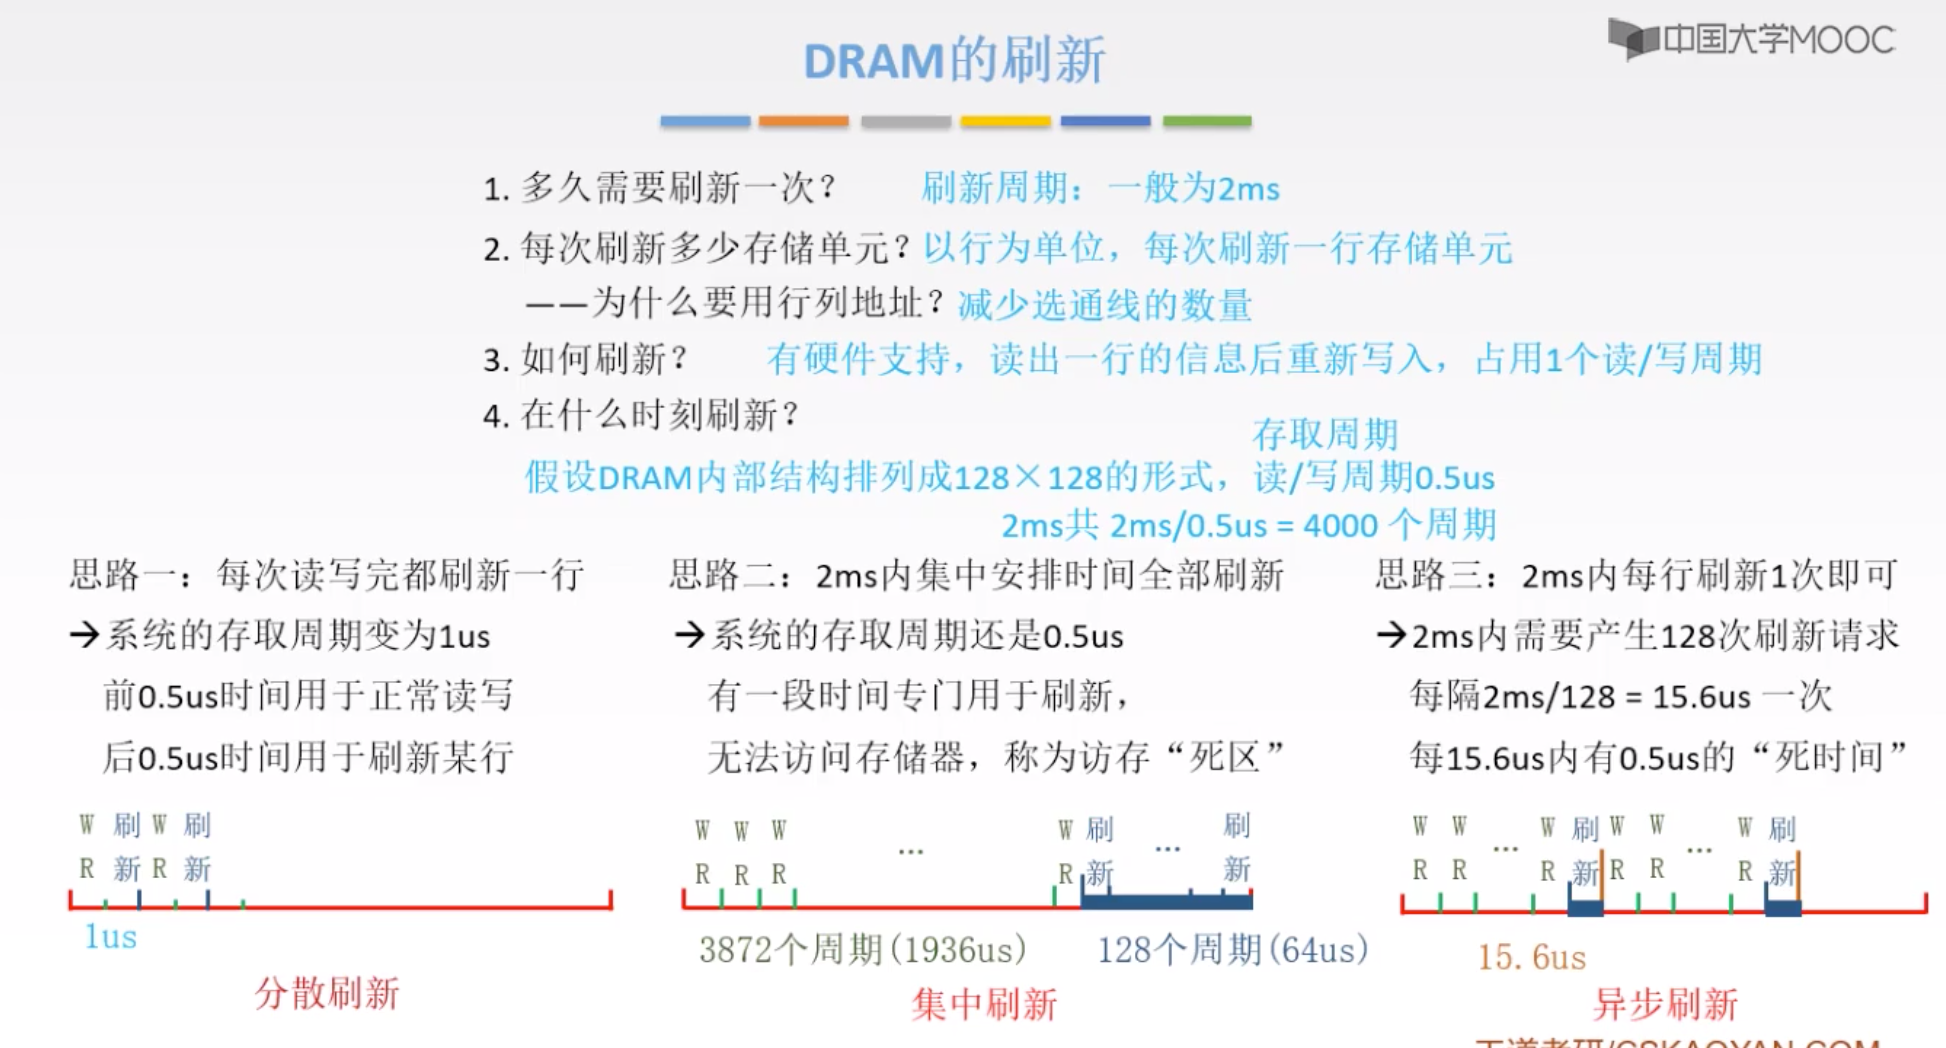 中国大学MOOC
DRAM的刷新
1. 多久需要刷新一次? 刷新周期：一般为2ms
2. 每次刷新多少存储单元? 以行为单位，每次刷新一行存储单元
——为什么要用行列地址? 减少选通线的数量
3. 如何刷新? 有硬件支持，读出一行的信息后重新写入，占用1个读/写周期
4. 在什么时刻刷新?
存取周期
假设DRAM内部结构排列成128×128的形式，读/写周期0.5us
2ms共 2ms/0.5us = 4000 个周期
思路一：每次读写完都刷新一行
→系统的存取周期变为1us
前0.5us时间用于正常读写
后0.5us时间用于刷新某行
W 刷 W 刷
R 新 R 新
1us
分散刷新
思路二：2ms内集中安排时间全部刷新
→系统的存取周期还是0.5us
有一段时间专门用于刷新，
无法访问存储器，称为访存“死区”
W W W ... W 刷 ... 刷
R R R R 新 新
3872个周期(1936us) 128个周期(64us)
集中刷新
思路三：2ms内每行刷新1次即可
→2ms内需要产生128次刷新请求
每隔2ms/128 = 15.6us 一次
每15.6us内有0.5us的“死时间”
W W ... W 刷 W W ... W 刷
R R R 新 R R R 新
15.6us
异步刷新
王道考研/CSKAOYAN.COM